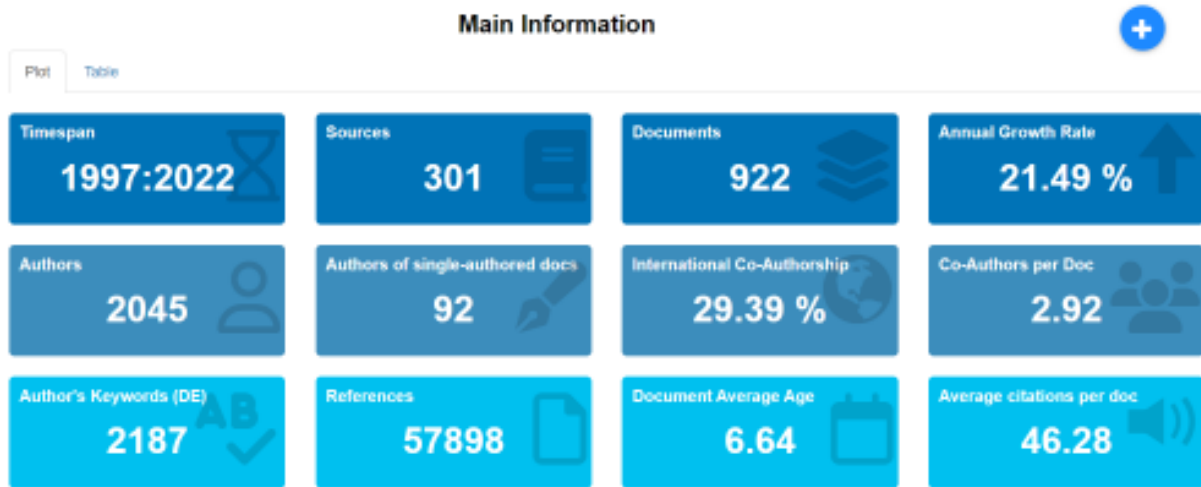 Main Information
Plot Table
Timespan
1997:2022
Sources
301
Documents
922
Annual Growth Rate
21.49 %
Authors
2045
Authors of single-authored docs
92
International Co-Authorship
29.39 %
Co-Authors per Doc
2.92
Author's Keywords (DE)
2187
AB
References
57898
Document Average Age
6.64
Average citations per doc
46.28